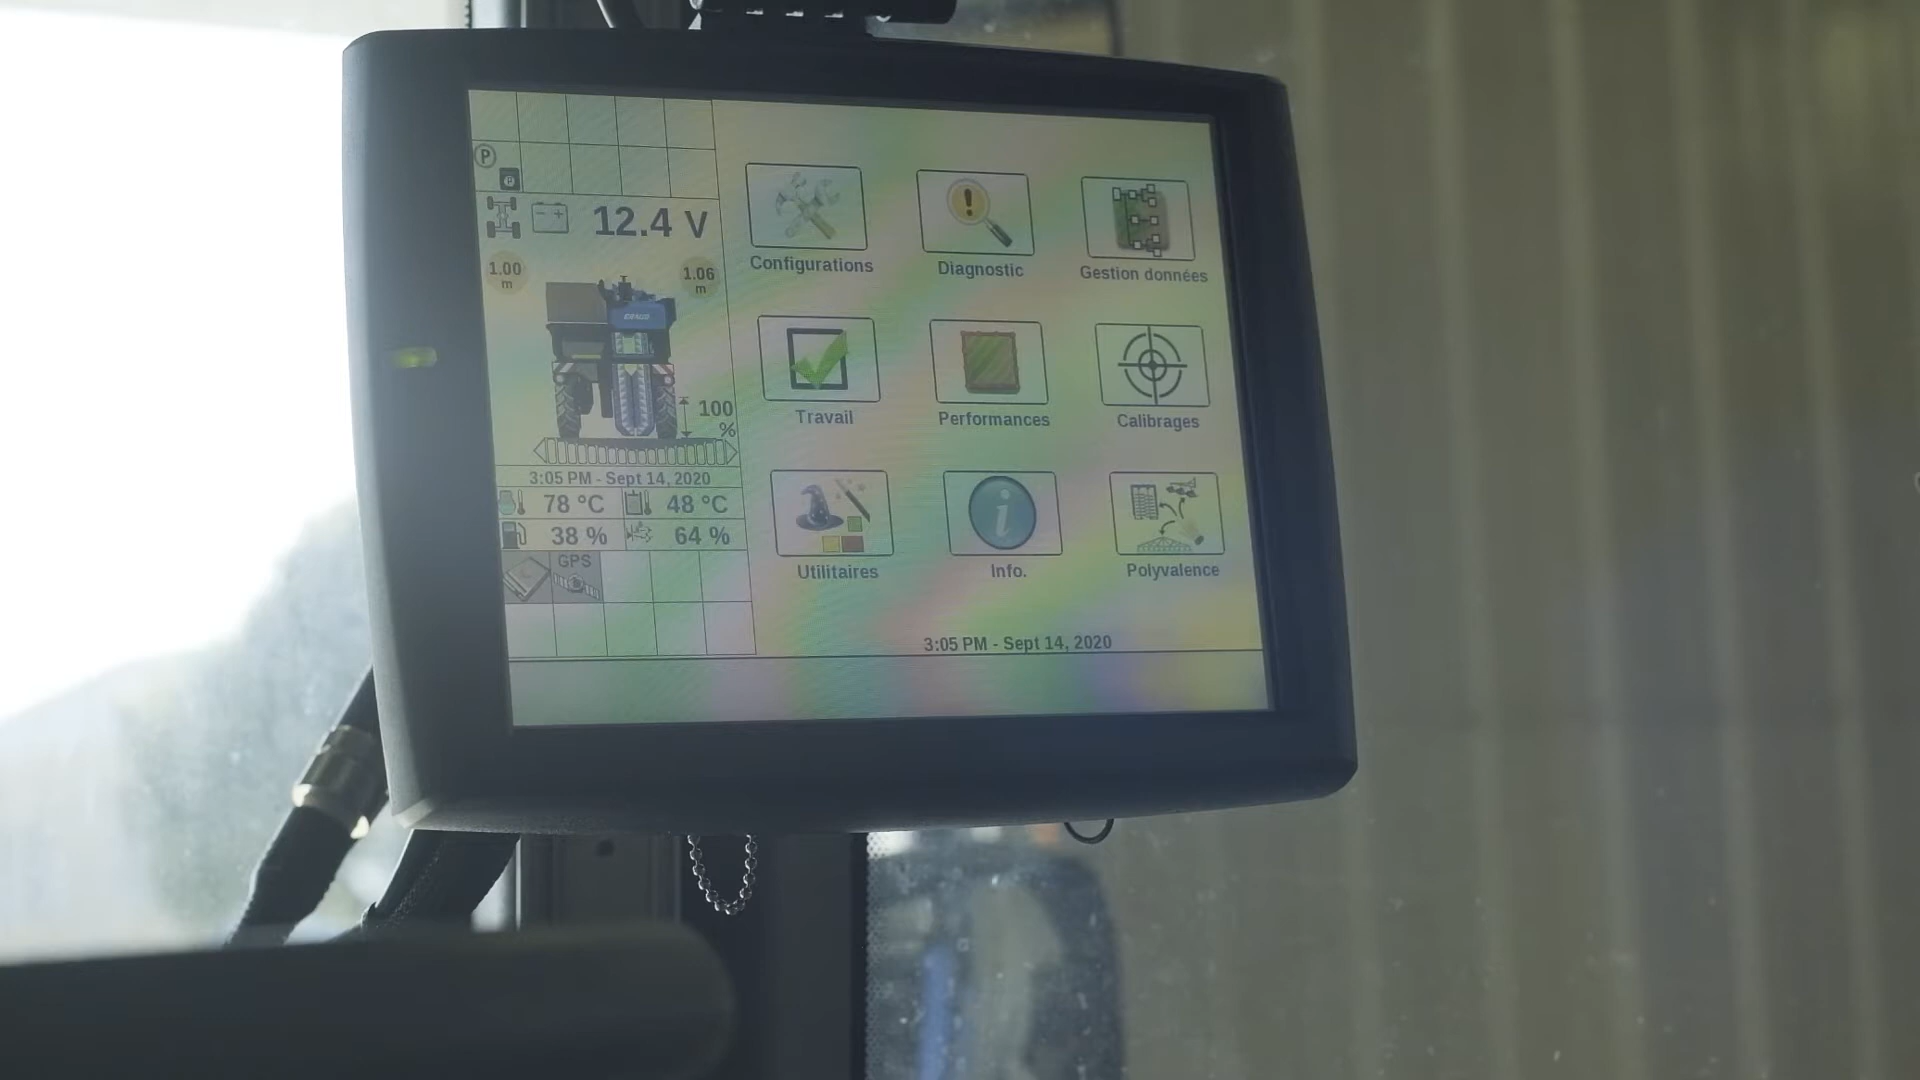 P
12.4 V
1.00
m
1.06
m
100
%
3:05 PM - Sept 14, 2020
78 °C
48 °C
38 %
64 %
GPS
Configurations
Diagnostic
Gestion données
Travail
Performances
Calibrages
Utilitaires
Info.
Polyvalence
3:05 PM - Sept 14, 2020